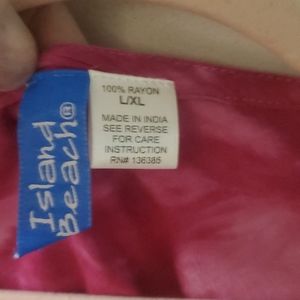 Island
Beach®
100% RAYON
L/XL
MADE IN INDIA
SEE REVERSE
FOR CARE
INSTRUCTION
RN# 136385